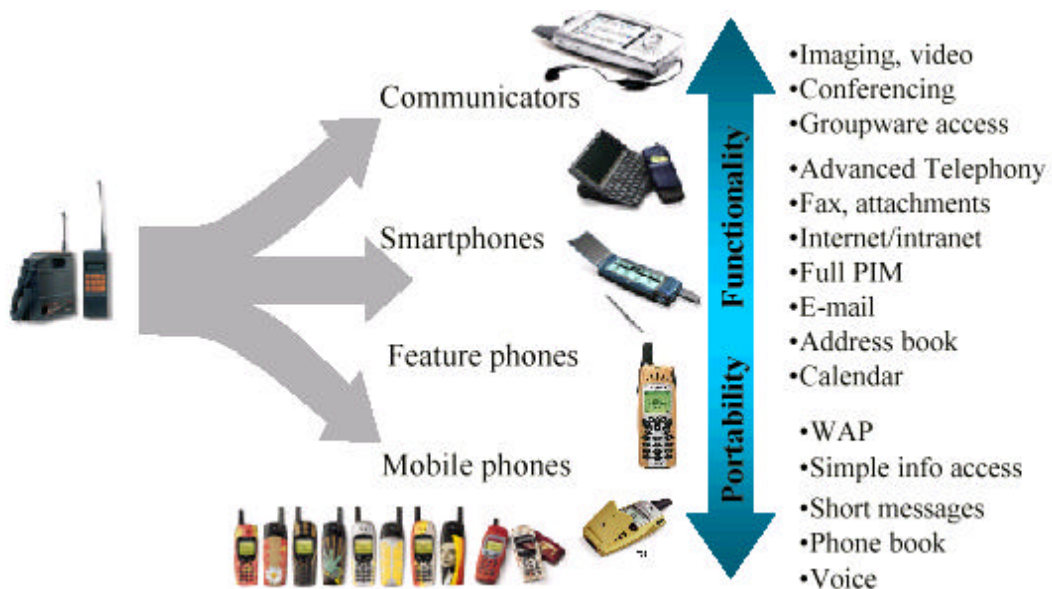 Communicators
Smartphones
Feature phones
Mobile phones
Functionality
Portability
•Imaging, video
•Conferencing
•Groupware access
•Advanced Telephony
•Fax, attachments
•Internet/intranet
•Full PIM
•E-mail
•Address book
•Calendar
•WAP
•Simple info access
•Short messages
•Phone book
•Voice